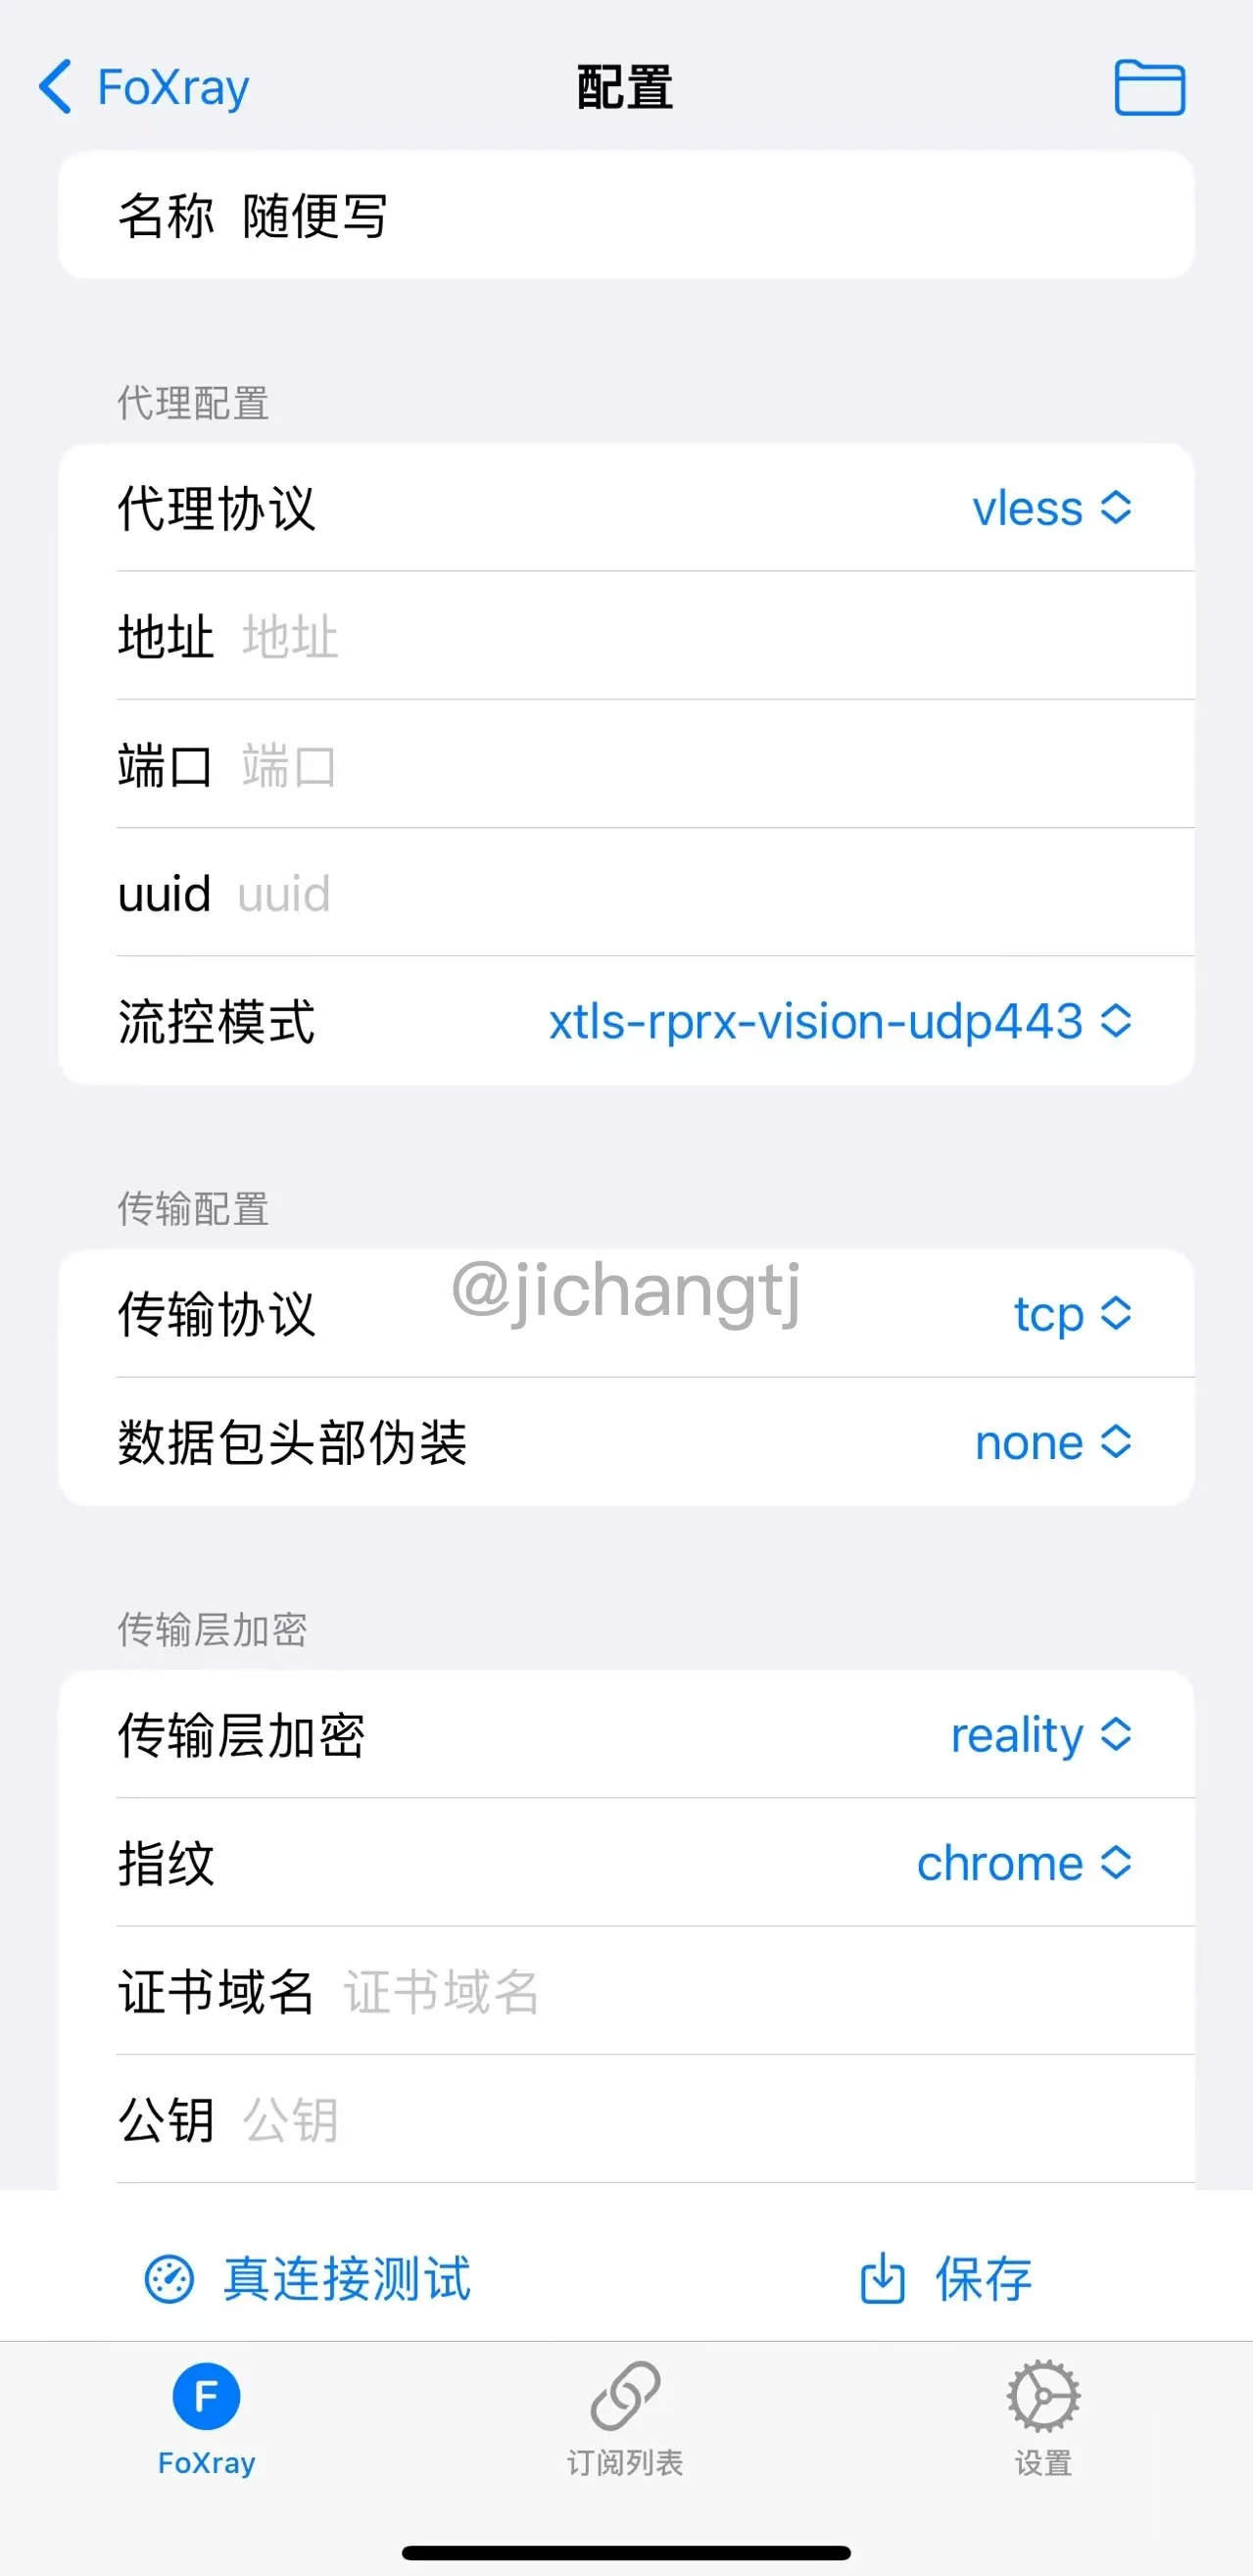 FoXray 配置
名称 随便写
代理配置
代理协议 vless
地址 地址
端口 端口
uuid uuid
流控模式 xtls-rprx-vision-udp443
传输配置
@jichangtj
传输协议 tcp
数据包头部伪装 none
传输层加密
传输层加密 reality
指纹 chrome
证书域名 证书域名
公钥 公钥
真连接测试 保存
F
FoXray 订阅列表 设置